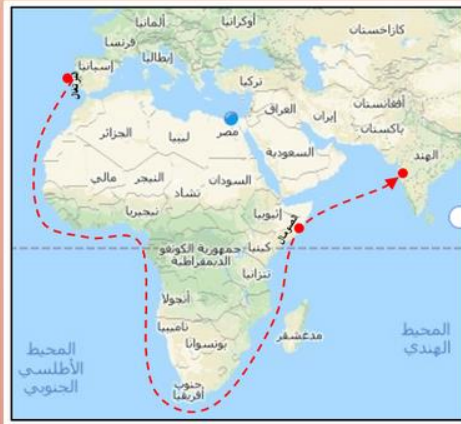 ألمانيا
أوكرانيا
كازاخستان
فرنسا
إسبانيا
إيطاليا
البرتغال
تركيا
أفغانستان
العراق
إيران
باكستان
الجزائر
ليبيا
مصر
السعودية
الهند
مالي
النيجر
تشاد
السودان
نيجيريا
إثيوبيا
الصومال
جمهورية الكونغو
الديمقراطية
كينيا
تنزانيا
أنجولا
ناميبيا
بوتسوانا
مدغشقر
جنوب
أفريقيا
المحيط
الأطلسي
الجنوبي
المحيط
الهندي